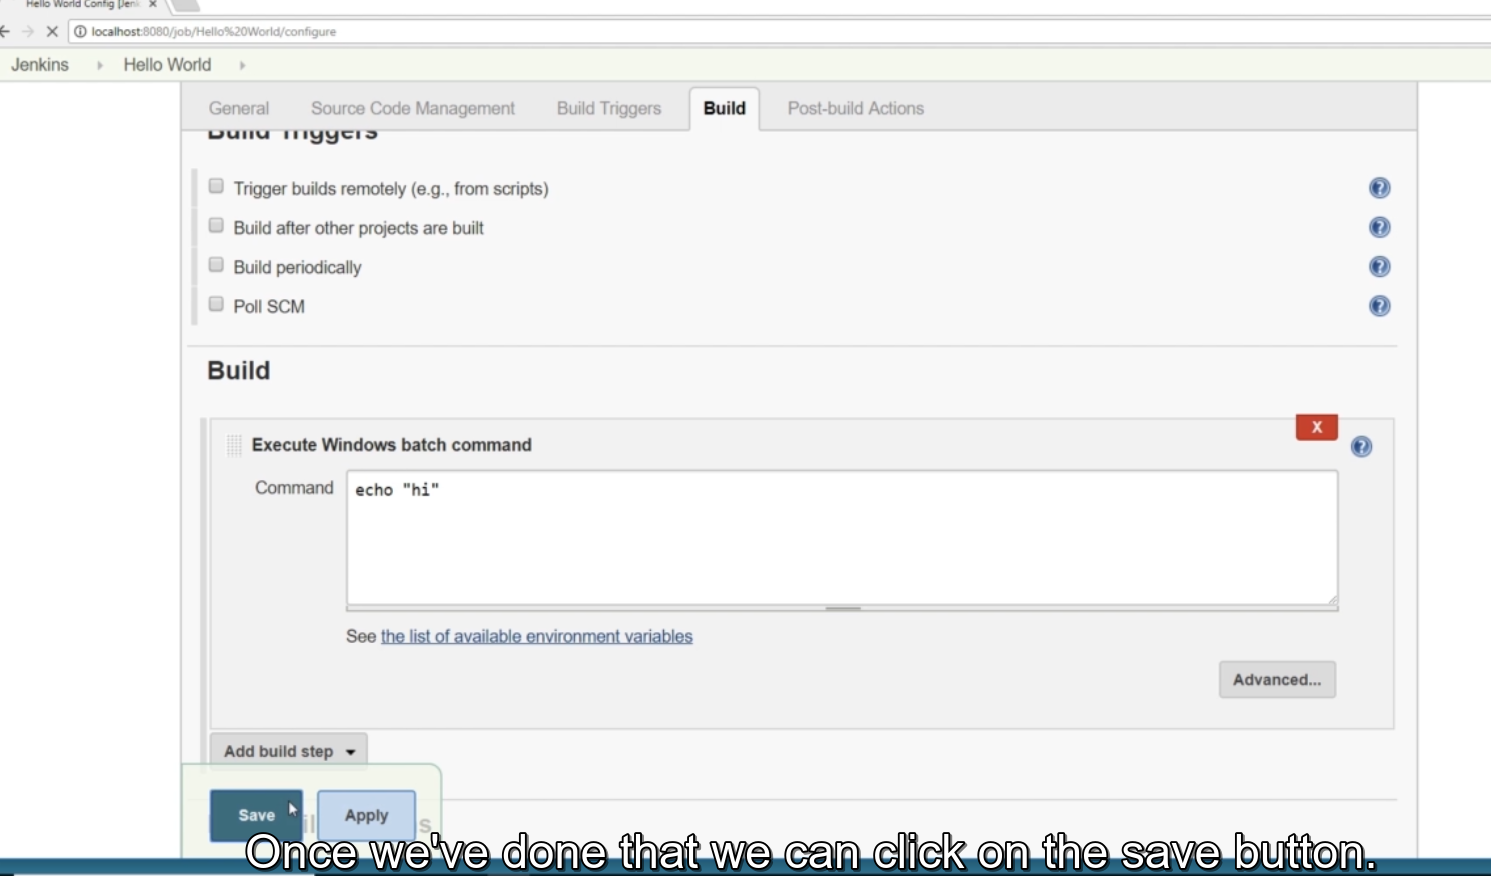 Hello World Config [Jen
localhost:8080/job/Hello%20World/configure
Jenkins Hello World
General Source Code Management Build Triggers Build Post-build Actions
Build Triggers
Trigger builds remotely (e.g., from scripts)
Build after other projects are built
Build periodically
Poll SCM
Build
X
Execute Windows batch command
Command echo "hi"
See the list of available environment variables
Advanced...
Add build step
Save Apply
Once we've done that we can click on the save button.